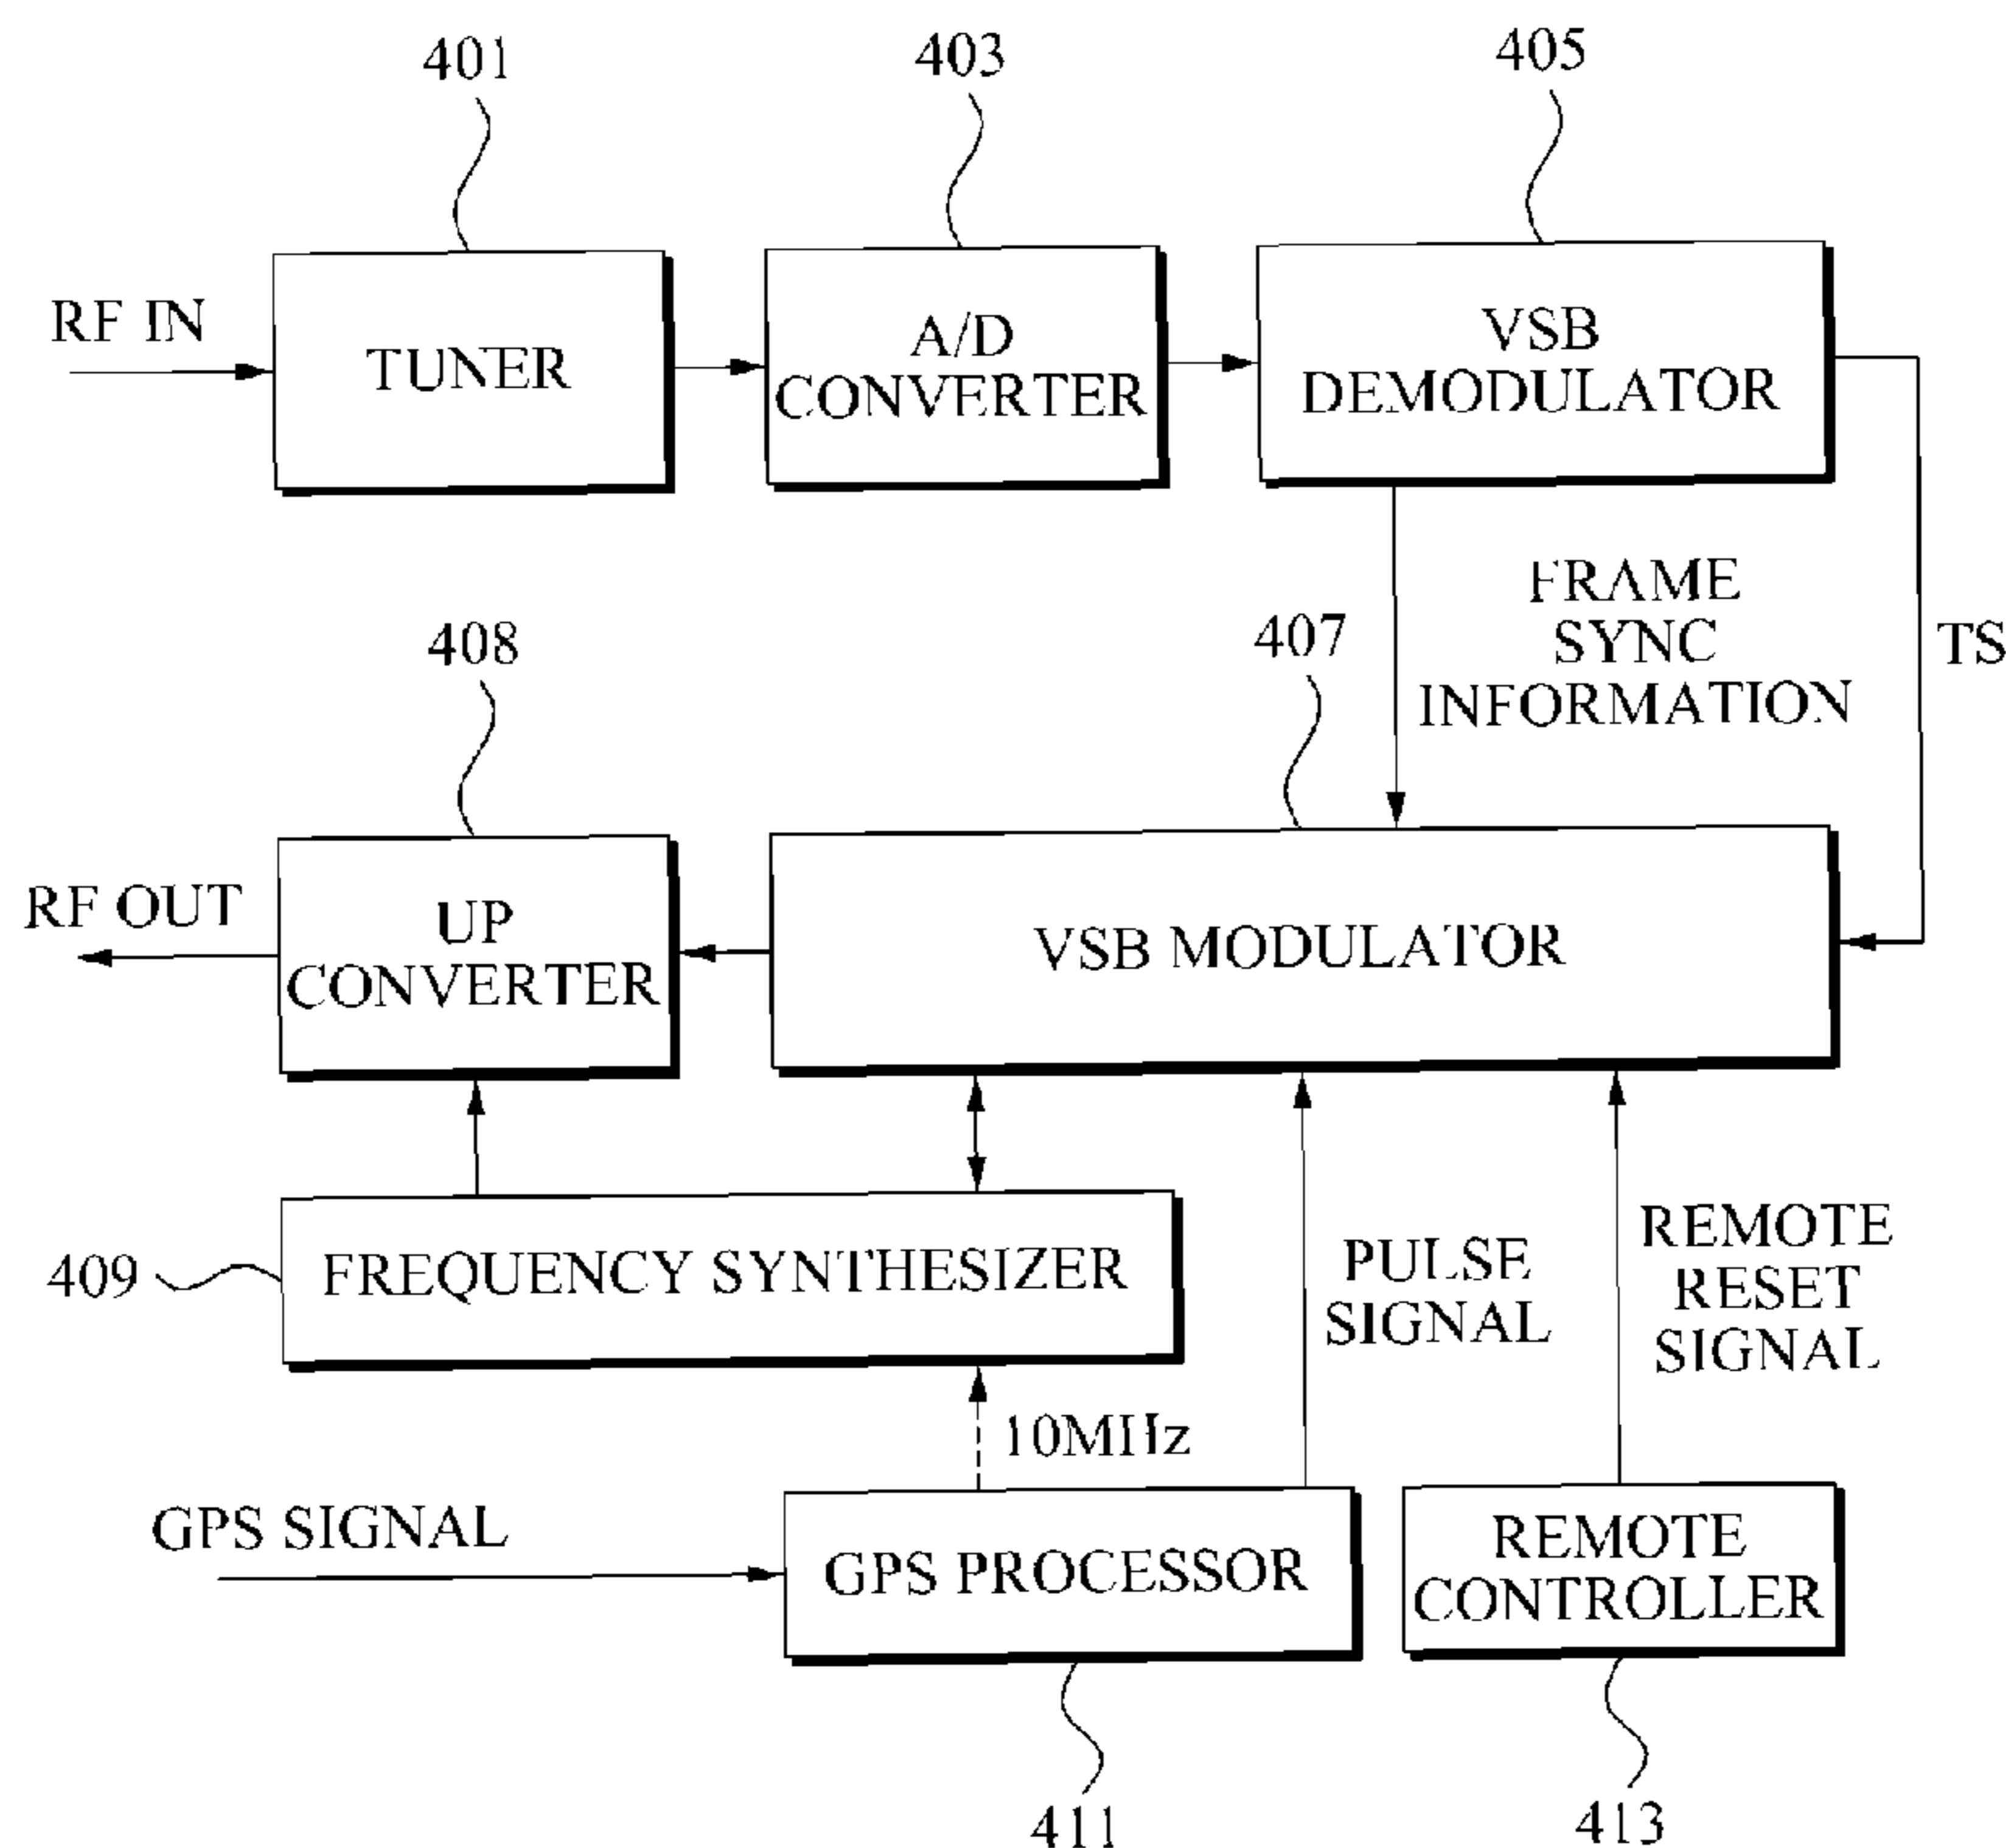 401
403
405
RF IN
TUNER
A/D
CONVERTER
VSB
DEMODULATOR
FRAME
SYNC
INFORMATION
TS
408
407
RF OUT
UP
CONVERTER
VSB MODULATOR
409
FREQUENCY SYNTHESIZER
PULSE
SIGNAL
REMOTE
RESET
SIGNAL
10MHz
GPS SIGNAL
GPS PROCESSOR
REMOTE
CONTROLLER
411
413